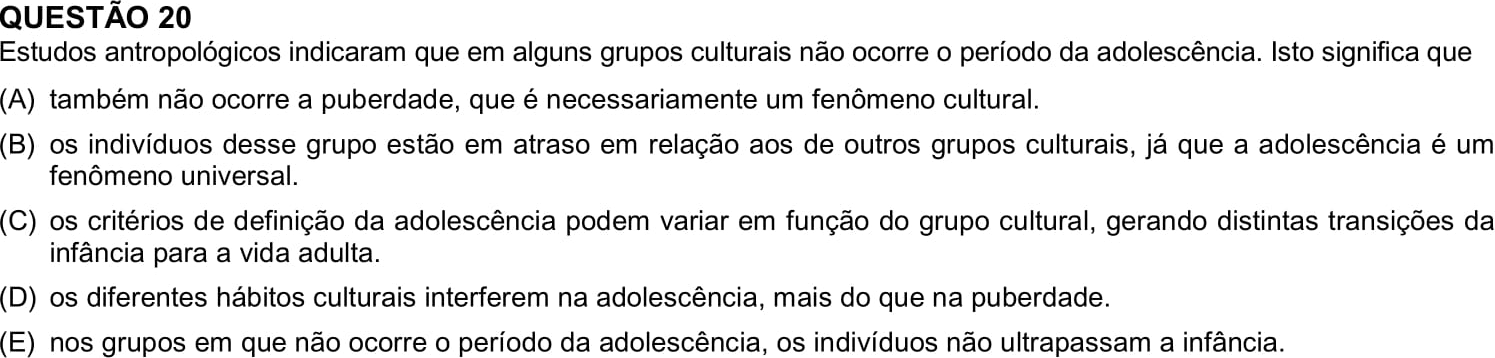 QUESTÃO 20
Estudos antropológicos indicaram que em alguns grupos culturais não ocorre o período da adolescência. Isto significa que
(A) também não ocorre a puberdade, que é necessariamente um fenômeno cultural.
(B) os indivíduos desse grupo estão em atraso em relação aos de outros grupos culturais, já que a adolescência é um
fenômeno universal.
(C) os critérios de definição da adolescência podem variar em função do grupo cultural, gerando distintas transições da
infância para a vida adulta.
(D) os diferentes hábitos culturais interferem na adolescência, mais do que na puberdade.
(E) nos grupos em que não ocorre o período da adolescência, os indivíduos não ultrapassam a infância.